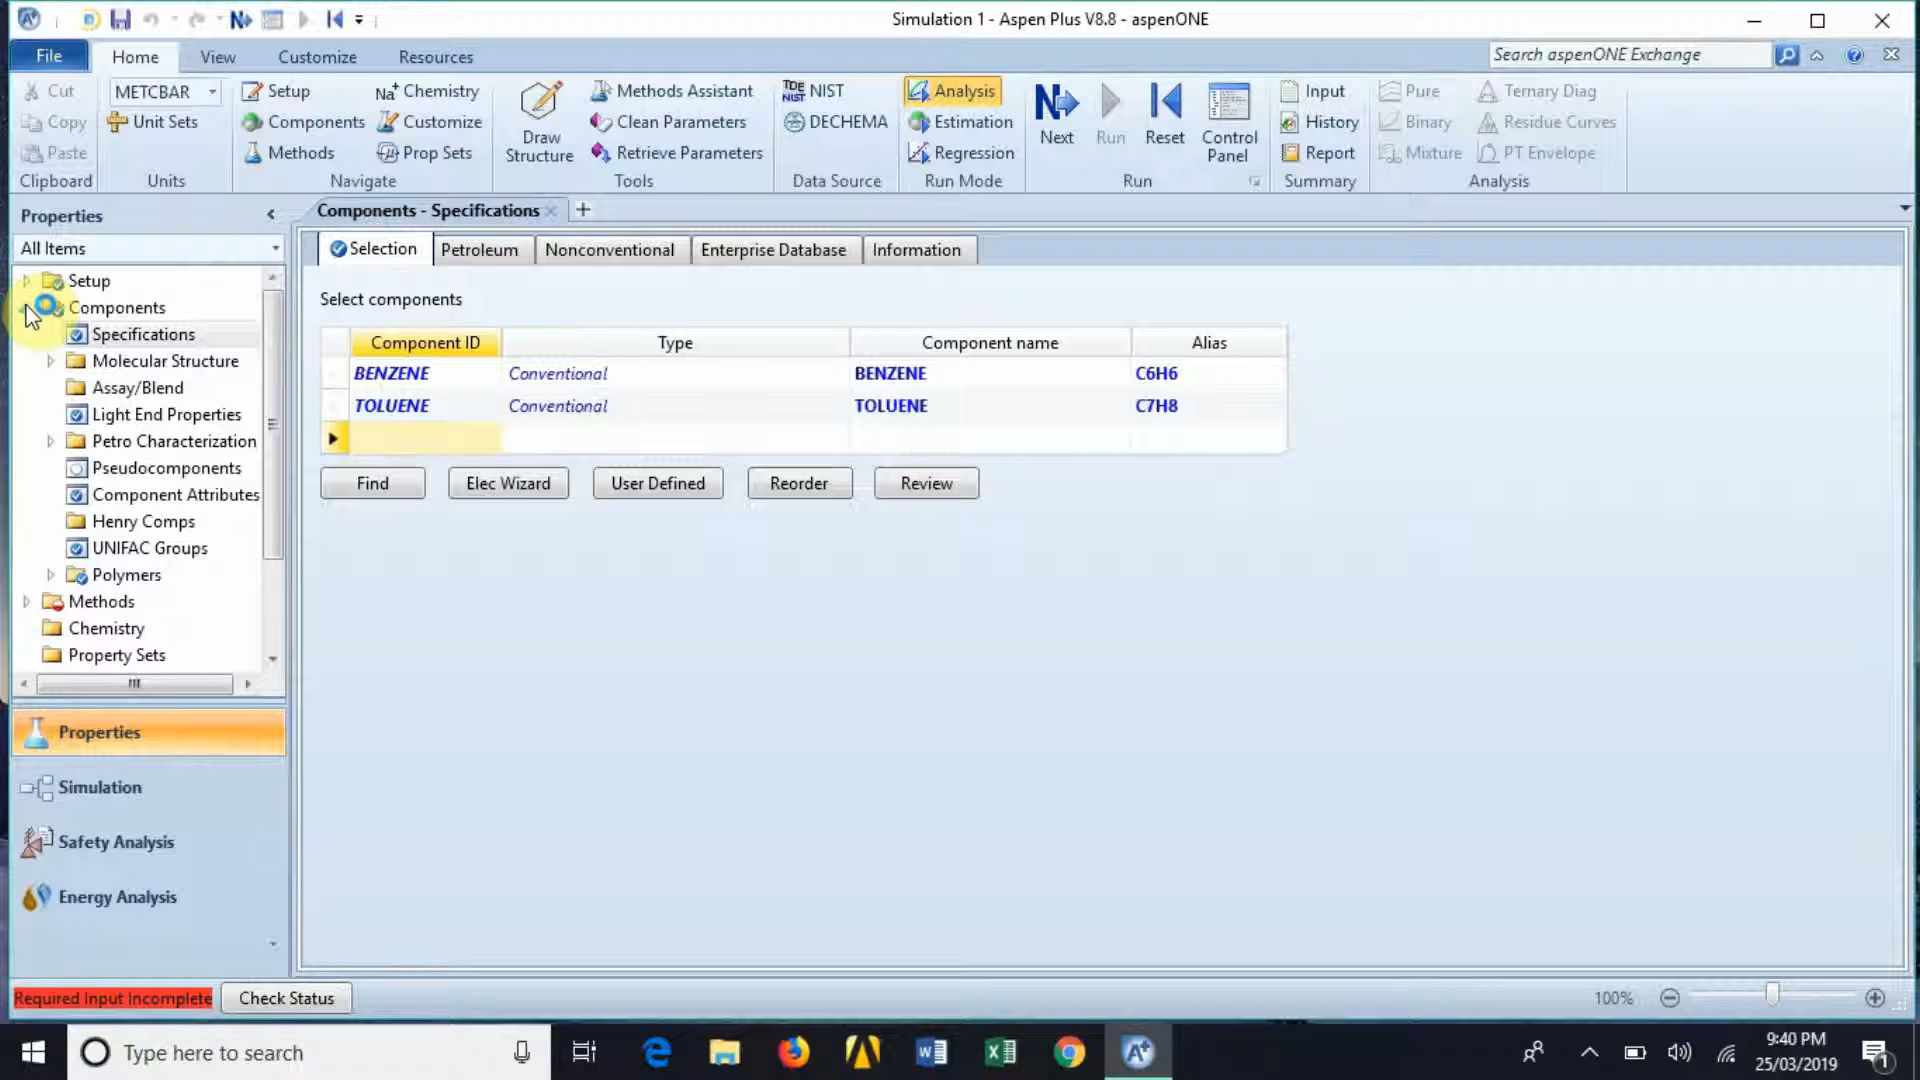 Simulation 1 - Aspen Plus V8.8 - aspenONE
File
Home
View
Customize
Resources
Search aspenONE Exchange
Cut
Copy
Paste
Clipboard
METCBAR
Unit Sets
Units
Setup
Components
Methods
Na+ Chemistry
Customize
Prop Sets
Navigate
Draw
Structure
Methods Assistant
Clean Parameters
Retrieve Parameters
Tools
TDE
NIST NIST
DECHEMA
Data Source
Analysis
Estimation
Regression
Run Mode
N
Next
Run
Reset
Control
Panel
Run
Input
History
Report
Summary
Pure
Binary
Mixture
Ternary Diag
Residue Curves
PT Envelope
Analysis
Properties
All Items
Setup
Components
Specifications
Molecular Structure
Assay/Blend
Light End Properties
Petro Characterization
Pseudocomponents
Component Attributes
Henry Comps
UNIFAC Groups
Polymers
Methods
Chemistry
Property Sets
Properties
Simulation
Safety Analysis
Energy Analysis
Components - Specifications
Selection
Petroleum
Nonconventional
Enterprise Database
Information
Select components
Component ID Type Component name Alias
BENZENE Conventional BENZENE C6H6
TOLUENE Conventional TOLUENE C7H8
Find
Elec Wizard
User Defined
Reorder
Review
Required Input Incomplete
Check Status
100%
Type here to search
9:40 PM
25/03/2019
1